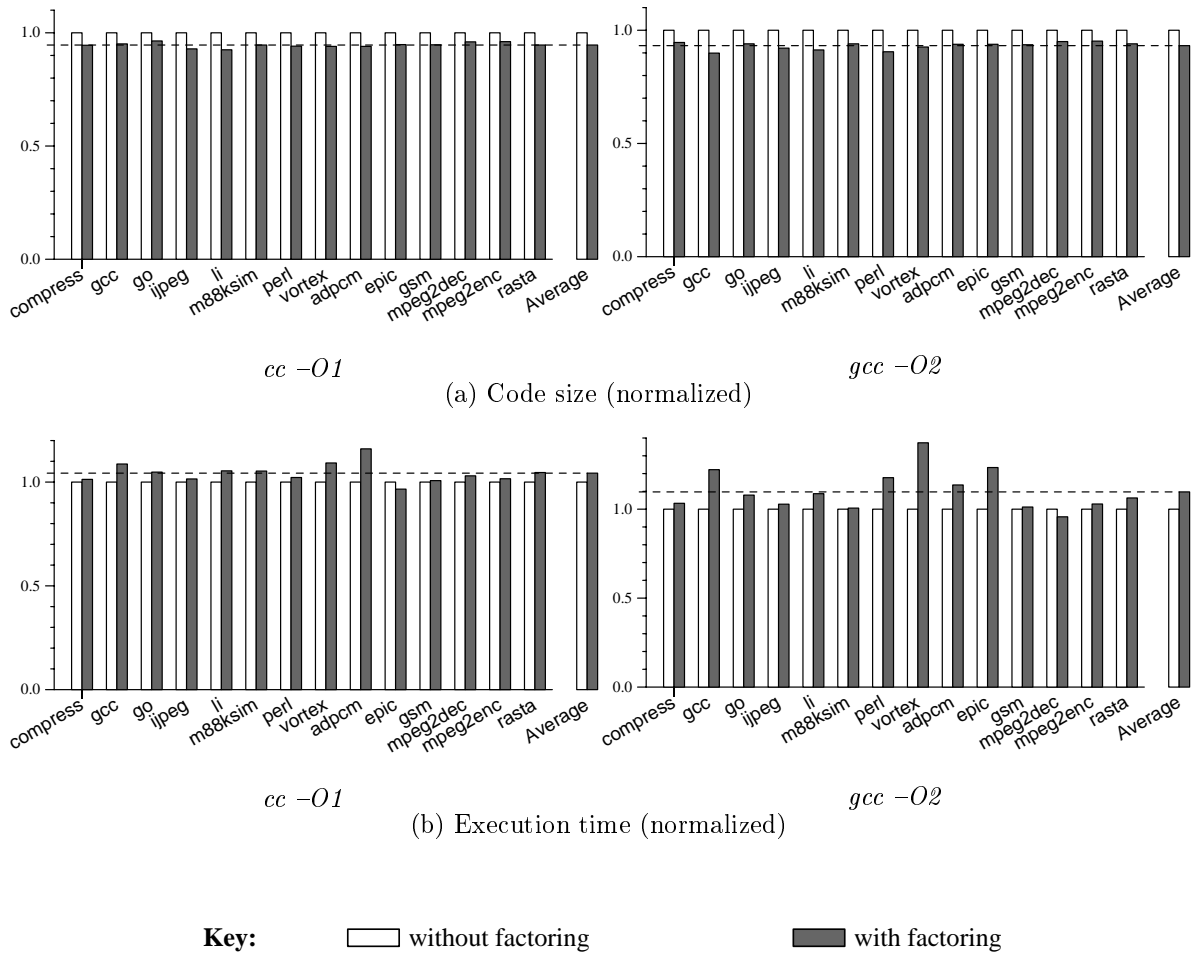 1.0
0.5
0.0
compress
gcc
go
ijpeg
li
m88ksim
perl
vortex
adpcm
epic
gsm
mpeg2dec
mpeg2enc
rasta
Average
cc –O1
1.0
0.5
0.0
compress
gcc
go
ijpeg
li
m88ksim
perl
vortex
adpcm
epic
gsm
mpeg2dec
mpeg2enc
rasta
Average
gcc –O2
(a) Code size (normalized)
1.0
0.5
0.0
compress
gcc
go
ijpeg
li
m88ksim
perl
vortex
adpcm
epic
gsm
mpeg2dec
mpeg2enc
rasta
Average
cc –O1
1.0
0.5
0.0
compress
gcc
go
ijpeg
li
m88ksim
perl
vortex
adpcm
epic
gsm
mpeg2dec
mpeg2enc
rasta
Average
gcc –O2
(b) Execution time (normalized)
Key: without factoring with factoring